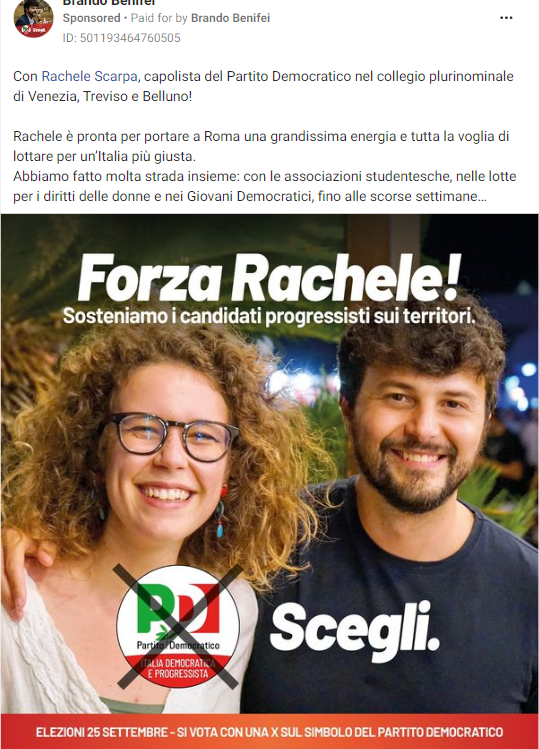 Brando Benifei
Sponsored • Paid for by Brando Benifei
ID: 501193464760505
Scegli.
Con Rachele Scarpa, capolista del Partito Democratico nel collegio plurinominale
di Venezia, Treviso e Belluno!
Rachele è pronta per portare a Roma una grandissima energia e tutta la voglia di
lottare per un'Italia più giusta.
Abbiamo fatto molta strada insieme: con le associazioni studentesche, nelle lotte
per i diritti delle donne e nei Giovani Democratici, fino alle scorse settimane...
Forza Rachele!
Sosteniamo i candidati progressisti sui territori.
PD
Partito Democratico
ITALIA DEMOCRATICA
E PROGRESSISTA
Scegli.
ELEZIONI 25 SETTEMBRE - SI VOTA CON UNA X SUL SIMBOLO DEL PARTITO DEMOCRATICO